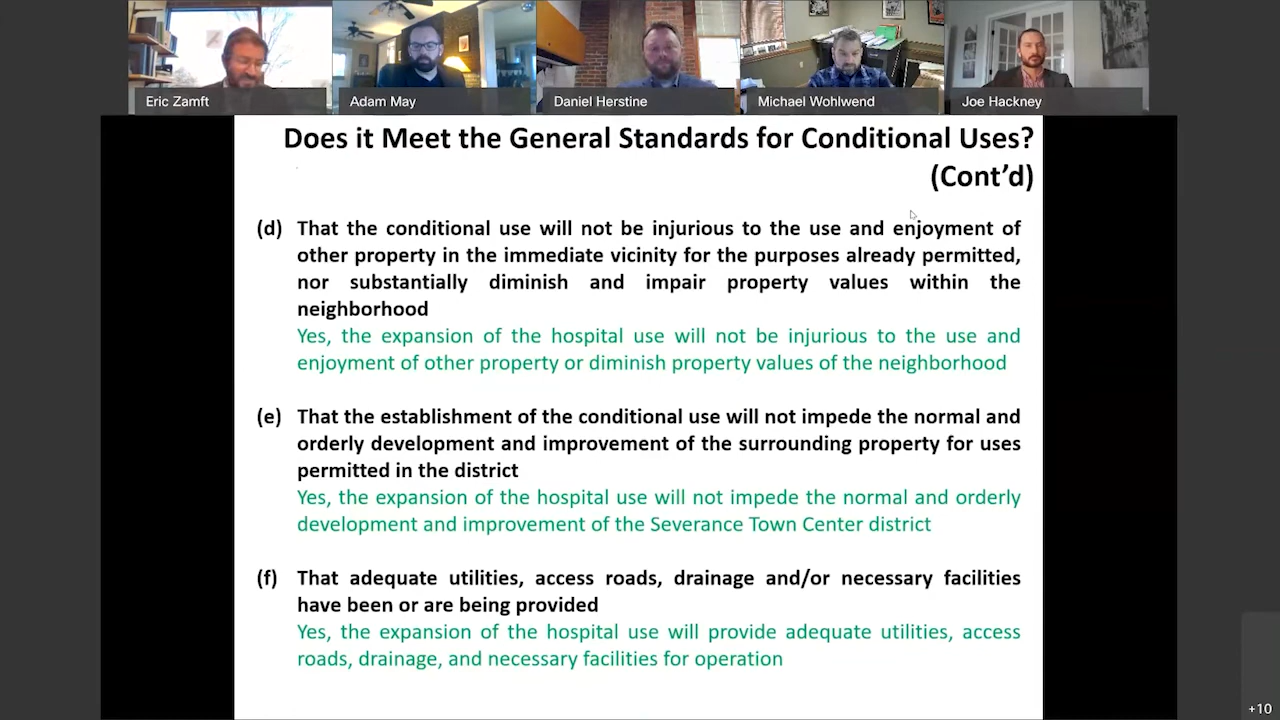 Eric Zamft
Adam May
Daniel Herstine
Michael Wohlwend
Joe Hackney
Does it Meet the General Standards for Conditional Uses?
(Cont'd)
(d) That the conditional use will not be injurious to the use and enjoyment of
other property in the immediate vicinity for the purposes already permitted,
nor substantially diminish and impair property values within the
neighborhood
Yes, the expansion of the hospital use will not be injurious to the use and
enjoyment of other property or diminish property values of the neighborhood
(e) That the establishment of the conditional use will not impede the normal and
orderly development and improvement of the surrounding property for uses
permitted in the district
Yes, the expansion of the hospital use will not impede the normal and orderly
development and improvement of the Severance Town Center district
(f) That adequate utilities, access roads, drainage and/or necessary facilities
have been or are being provided
Yes, the expansion of the hospital use will provide adequate utilities, access
roads, drainage, and necessary facilities for operation
+10